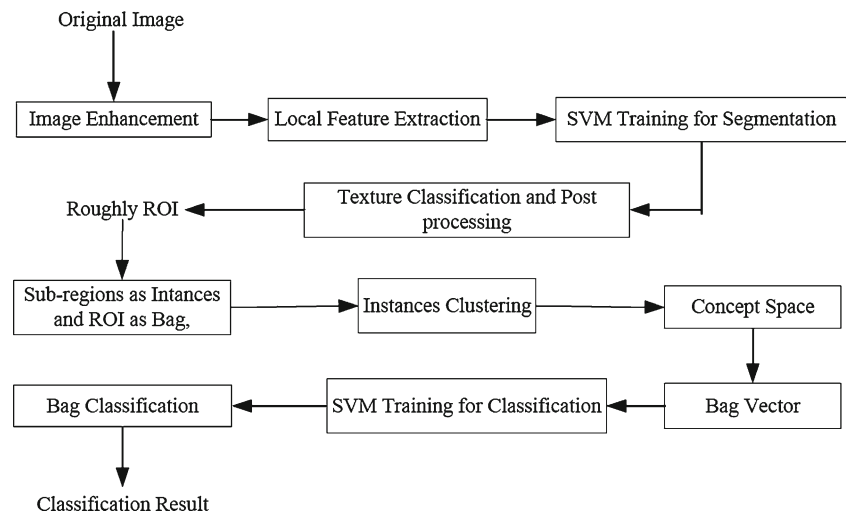 Original Image
Image Enhancement
Local Feature Extraction
SVM Training for Segmentation
Texture Classification and Post
processing
Roughly ROI
Sub-regions as Intances
and ROI as Bag,
Instances Clustering
Concept Space
Bag Vector
SVM Training for Classification
Bag Classification
Classification Result